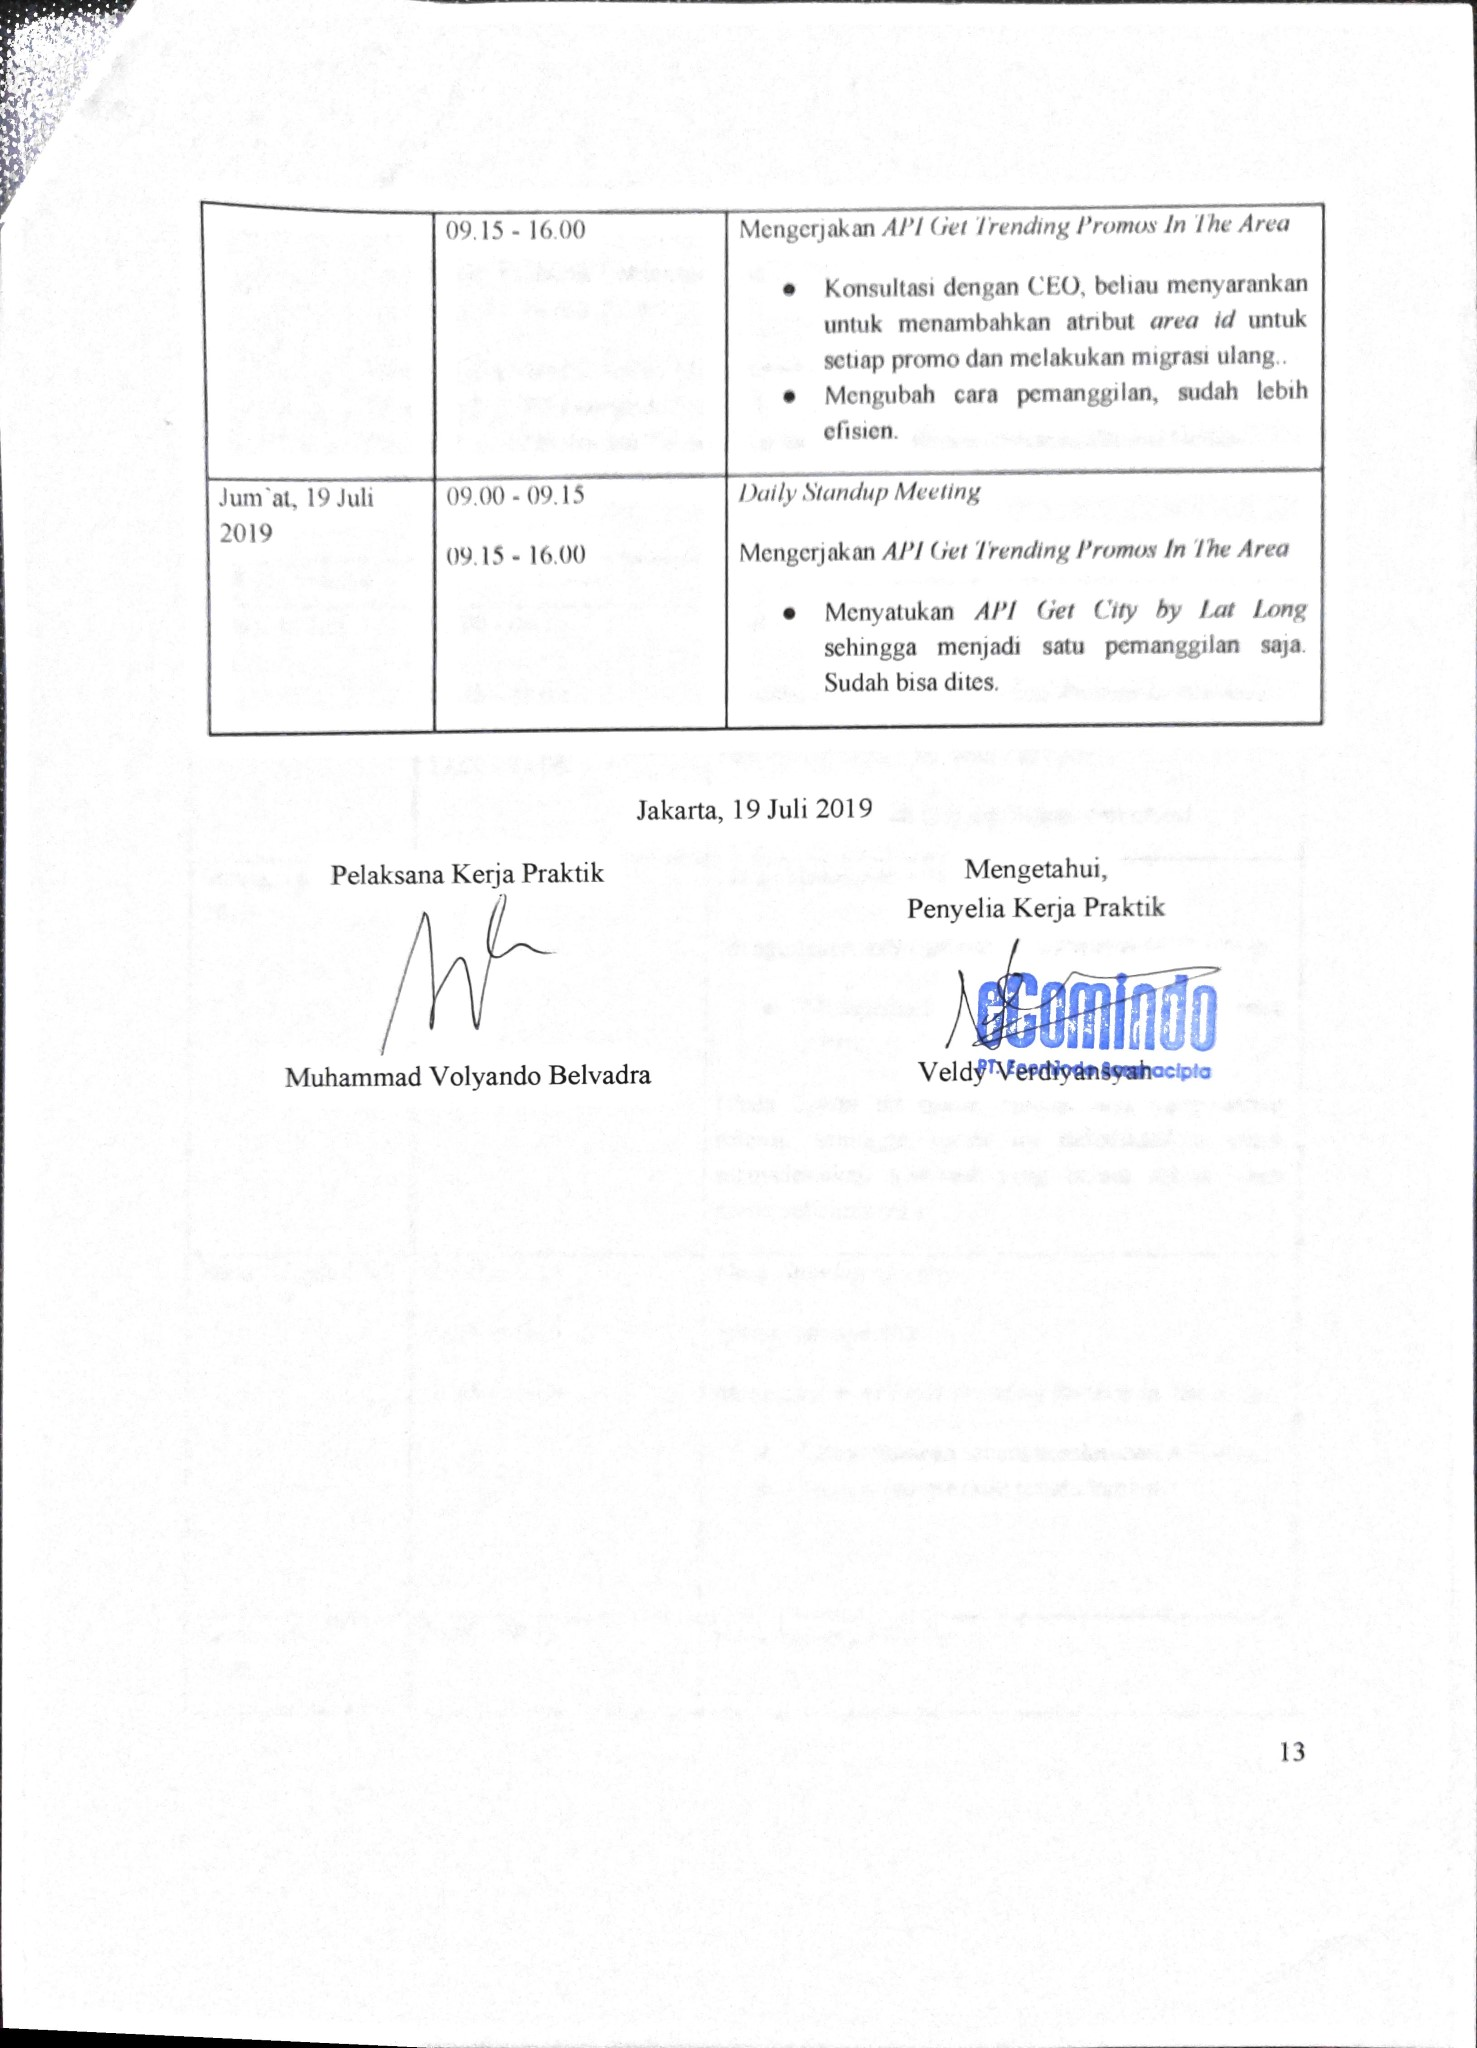 09.15 - 16.00
Mengerjakan API Get Trending Promos In The Area
● Konsultasi dengan CEO, beliau menyarankan
untuk menambahkan atribut area id untuk
setiap promo dan melakukan migrasi ulang..
● Mengubah cara pemanggilan, sudah lebih
efisien.
Jum`at, 19 Juli
2019
09.00 - 09.15
Daily Standup Meeting
09.15 - 16.00
Mengerjakan API Get Trending Promos In The Area
● Menyatukan API Get City by Lat Long
sehingga menjadi satu pemanggilan saja.
Sudah bisa dites.
Jakarta, 19 Juli 2019
Pelaksana Kerja Praktik
Muhammad Volyando Belvadra
Mengetahui,
Penyelia Kerja Praktik
eComindo
PT.
Veldy Verdiyansyah
13